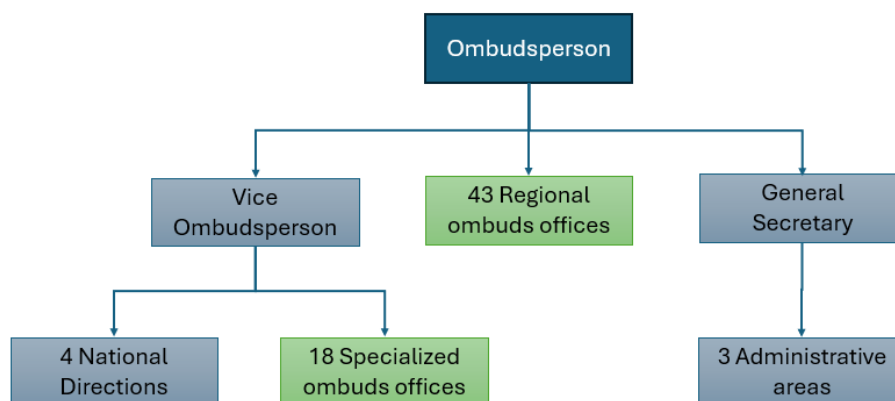 Ombudsperson
Vice
Ombudsperson
43 Regional
ombuds offices
General
Secretary
4 National
Directions
18 Specialized
ombuds offices
3 Administrative
areas